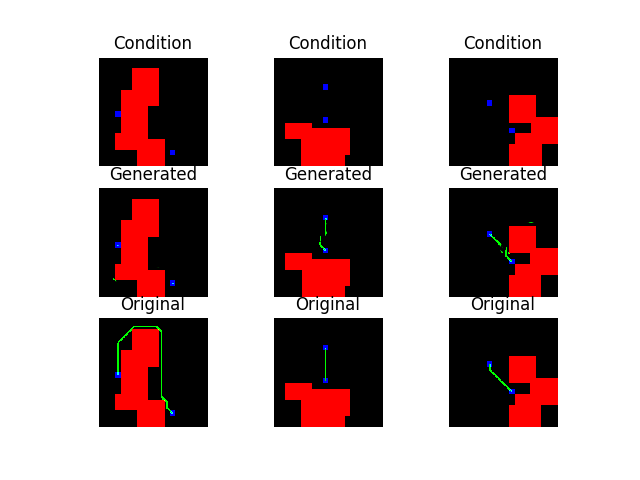 Condition Condition Condition
Generated Generated Generated
Original Original Original